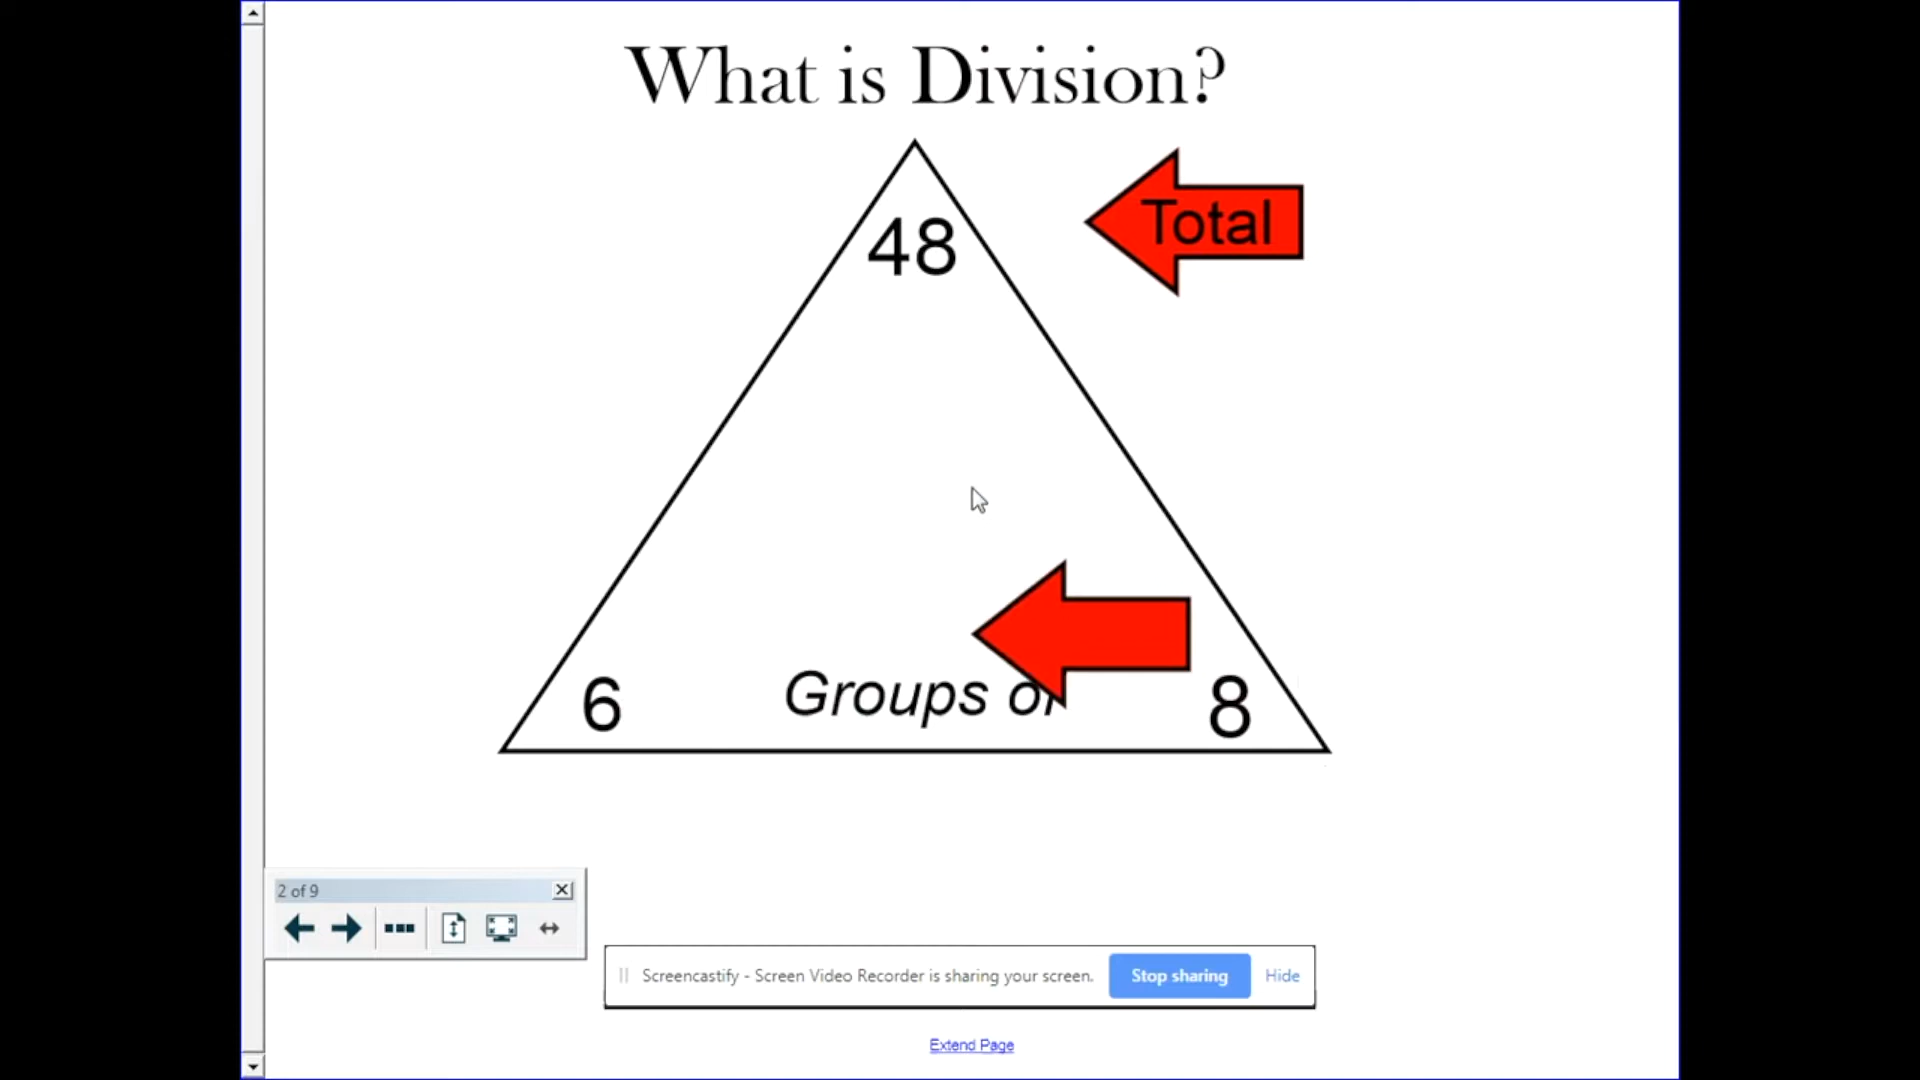 What is Division?
Total
48
6
Groups of
8
2 of 9
Screencastify - Screen Video Recorder is sharing your screen.
Stop sharing
Hide
Extend Page